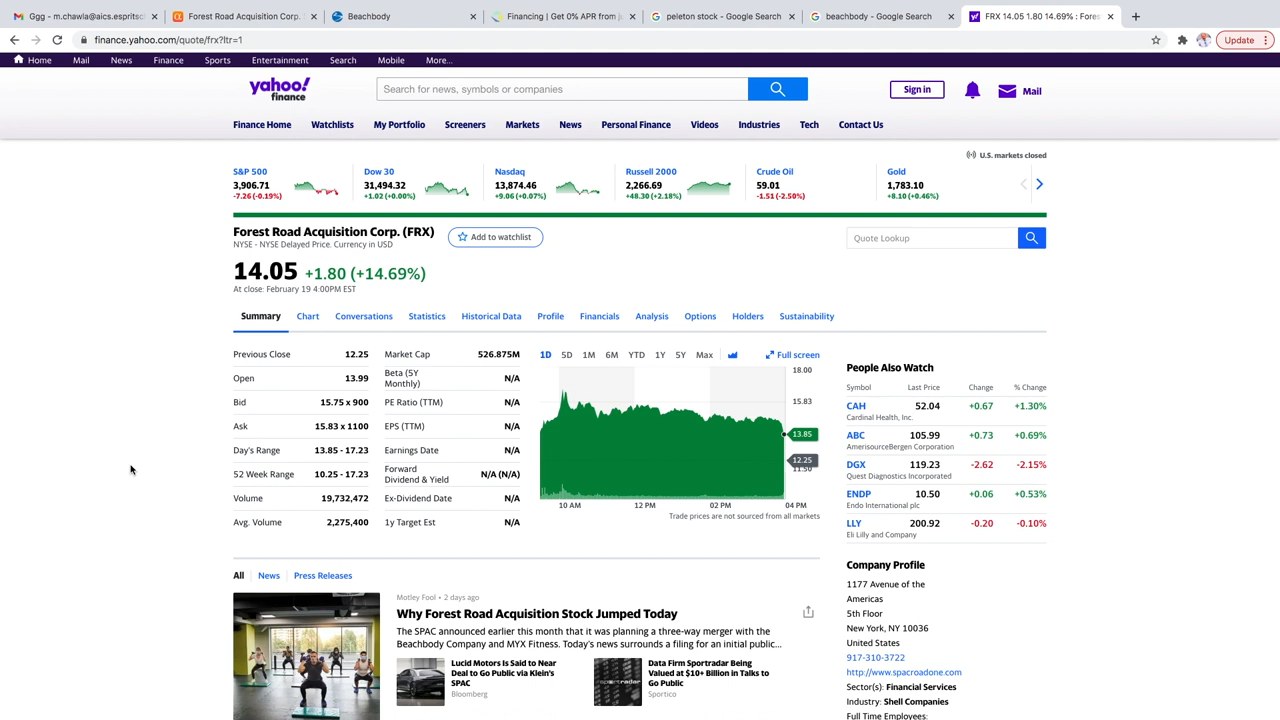 Ggg - m.chawla@aics.espritsch
Forest Road Acquisition Corp.
Beachbody
Financing | Get 0% APR from ju
peleton stock - Google Search
beachbody - Google Search
FRX 14.05 1.80 14.69% : Fores
finance.yahoo.com/quote/frx?ltr=1
Update
Home Mail News Finance Sports Entertainment Search Mobile More...
yahoo!
finance
Search for news, symbols or companies
Sign in
Mail
Finance Home Watchlists My Portfolio Screeners Markets News Personal Finance Videos Industries Tech Contact Us
U.S. markets closed
S&P 500
3,906.71
-7.26 (-0.19%)
Dow 30
31,494.32
+1.02 (+0.00%)
Nasdaq
13,874.46
+9.06 (+0.07%)
Russell 2000
2,266.69
+48.30 (+2.18%)
Crude Oil
59.01
-1.51 (-2.50%)
Gold
1,783.10
+8.10 (+0.46%)
Forest Road Acquisition Corp. (FRX)
NYSE - NYSE Delayed Price. Currency in USD
Add to watchlist
Quote Lookup
14.05 +1.80 (+14.69%)
At close: February 19 4:00PM EST
Summary Chart Conversations Statistics Historical Data Profile Financials Analysis Options Holders Sustainability
Previous Close 12.25
Open 13.99
Bid 15.75 x 900
Ask 15.83 x 1100
Day's Range 13.85 - 17.23
52 Week Range 10.25 - 17.23
Volume 19,732,472
Avg. Volume 2,275,400
Market Cap 526.875M
Beta (5Y
Monthly) N/A
PE Ratio (TTM) N/A
EPS (TTM) N/A
Earnings Date N/A
Forward
Dividend & Yield N/A (N/A)
Ex-Dividend Date N/A
1y Target Est N/A
1D 5D 1M 6M YTD 1Y 5Y Max
Full screen
18.00
15.83
13.85
12.25
11.50
10 AM 12 PM 02 PM 04 PM
Trade prices are not sourced from all markets
People Also Watch
Symbol Last Price Change % Change
CAH 52.04 +0.67 +1.30%
Cardinal Health, Inc.
ABC 105.99 +0.73 +0.69%
AmerisourceBergen Corporation
DGX 119.23 -2.62 -2.15%
Quest Diagnostics Incorporated
ENDP 10.50 +0.06 +0.53%
Endo International plc
LLY 200.92 -0.20 -0.10%
Eli Lilly and Company
All News Press Releases
Motley Fool • 2 days ago
Why Forest Road Acquisition Stock Jumped Today
The SPAC announced earlier this month that it was planning a three-way merger with the
Beachbody Company and MYX Fitness. Today's news surrounds a filing for an initial public...
Lucid Motors Is Said to Near
Deal to Go Public via Klein's
SPAC
Bloomberg
sportradar
Data Firm Sportradar Being
Valued at $10+ Billion in Talks to
Go Public
Sportico
Company Profile
1177 Avenue of the
Americas
5th Floor
New York, NY 10036
United States
917-310-3722
http://www.spacroadone.com
Sector(s): Financial Services
Industry: Shell Companies
Full Time Employees: